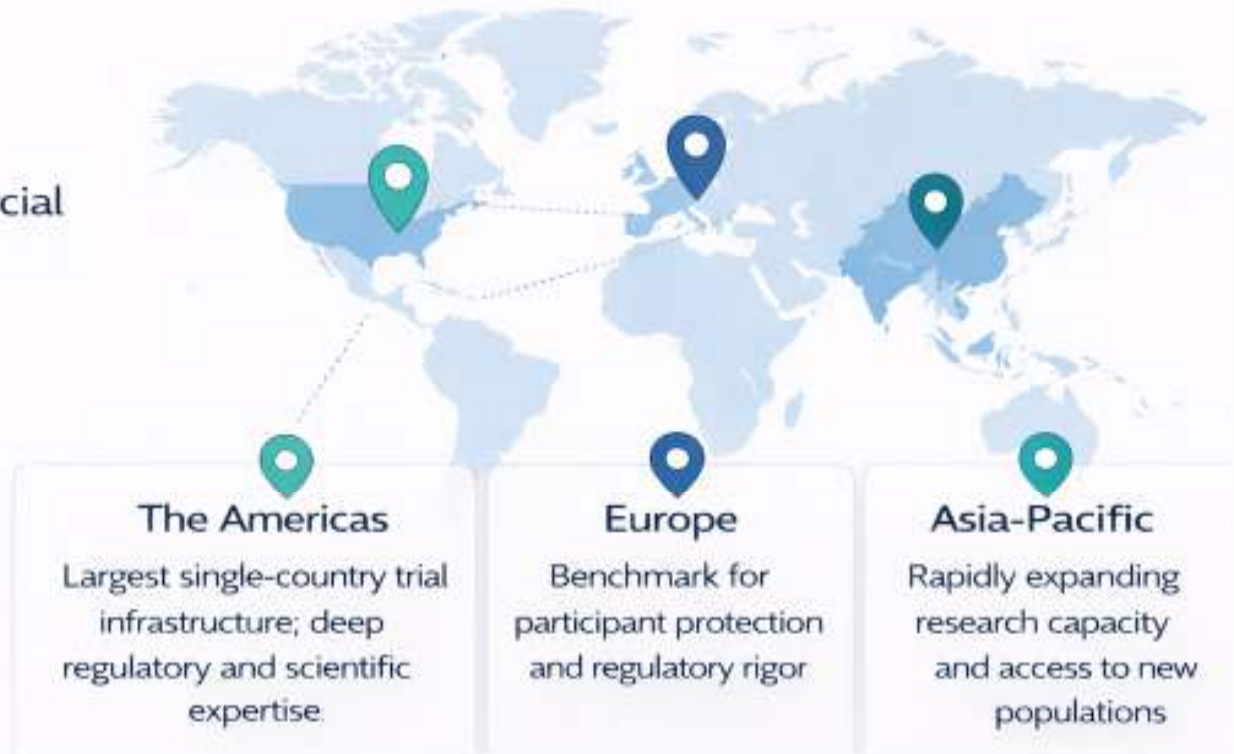 cial
The Americas
Largest single-country trial
infrastructure; deep
regulatory and scientific
expertise.
Europe
Benchmark for
participant protection
and regulatory rigor
Asia-Pacific
Rapidly expanding
research capacity
and access to new
populations